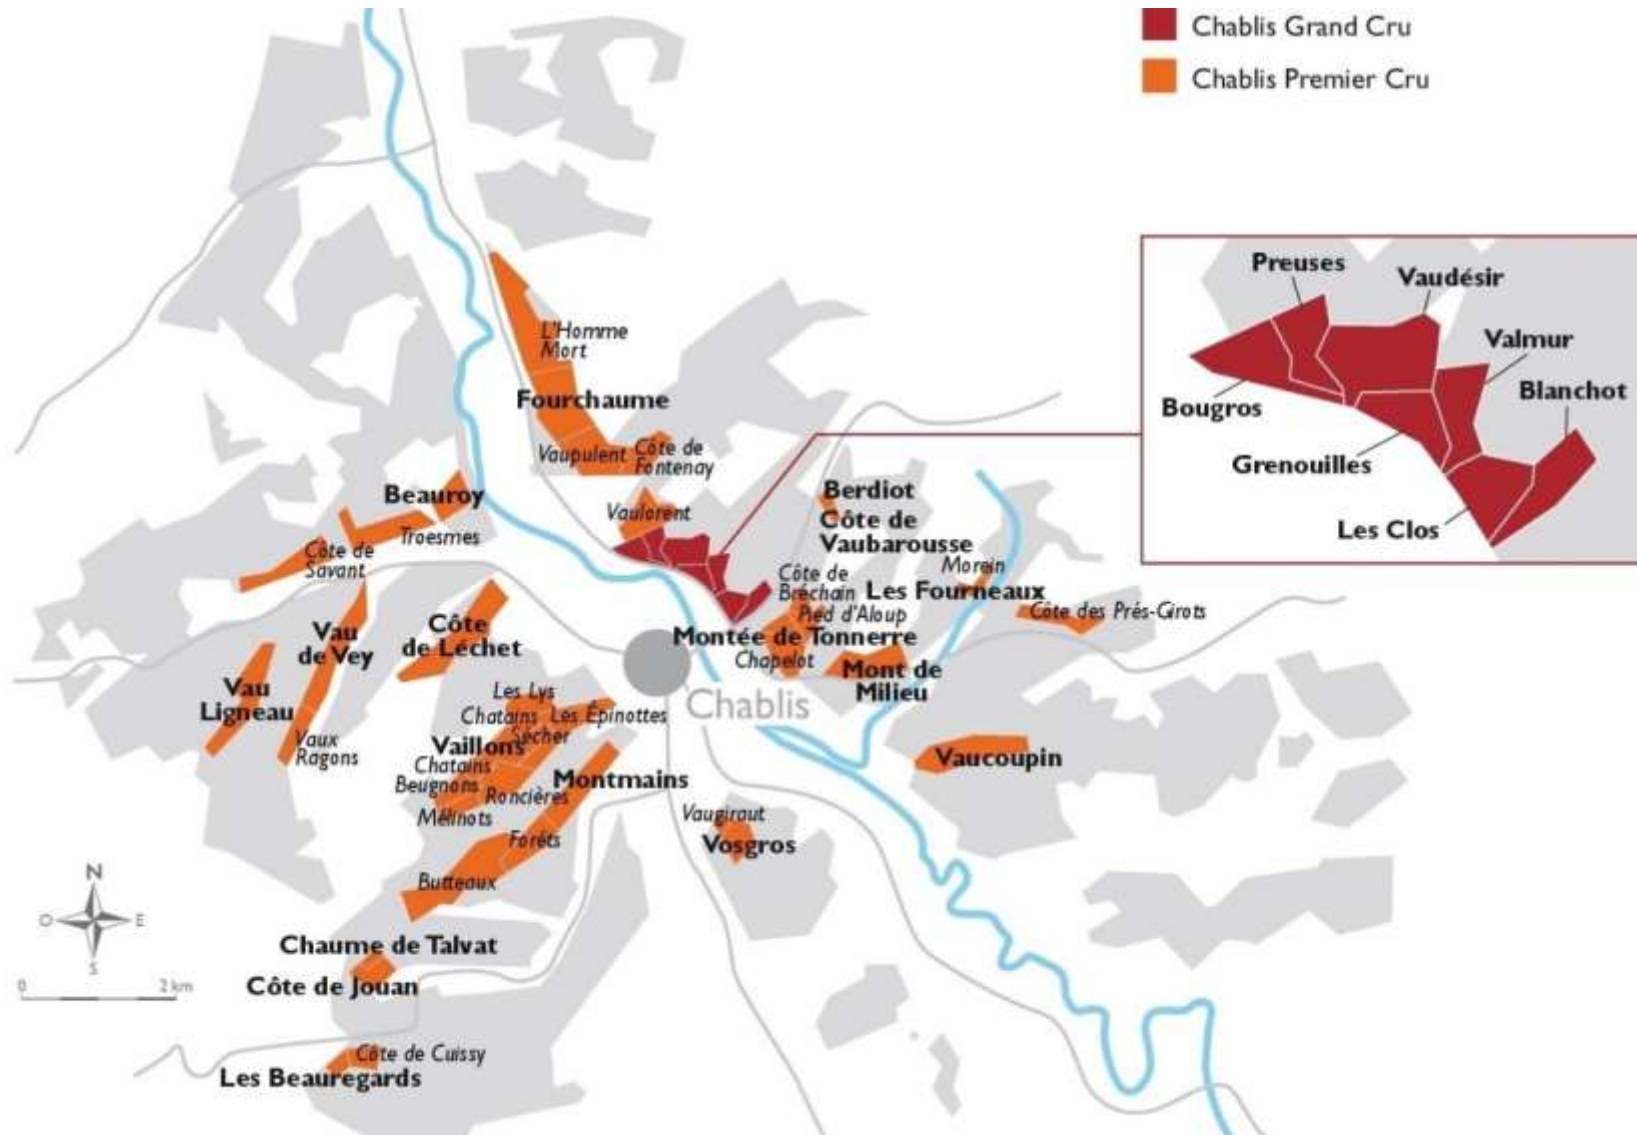 Chablis Grand Cru
Chablis Premier Cru
Preuses
Vaudésir
Valmur
Blanchot
Bougros
Grenouilles
Les Clos
L'Homme
Mort
Fourchaume
Vaupulent
Côte de
Fontenay
Vaulorent
Beauroy
Troesmes
Côte de
Savant
Berdiot
Côte de
Vaubarousse
Morein
Côte de
Bréchain
Les Fourneaux
Pied d'Aloup
Côte des Prés-Girots
Montée de Tonnerre
Chapelot
Mont de
Milieu
Chablis
Vau
de Vey
Côte
de Léchet
Vau
Ligneau
Vaux
Ragons
Les Lys
Chatains
Les Épinottes
Sécher
Vaillons
Chatains
Beugnons
Roncières
Mélinots
Montmains
Forêts
Butteaux
Vaucoupin
Vaugiraut
Vosgros
Chaume de Talvat
Côte de Jouan
Côte de Cuissy
Les Beauregards
N
O
E
S
0
2 km